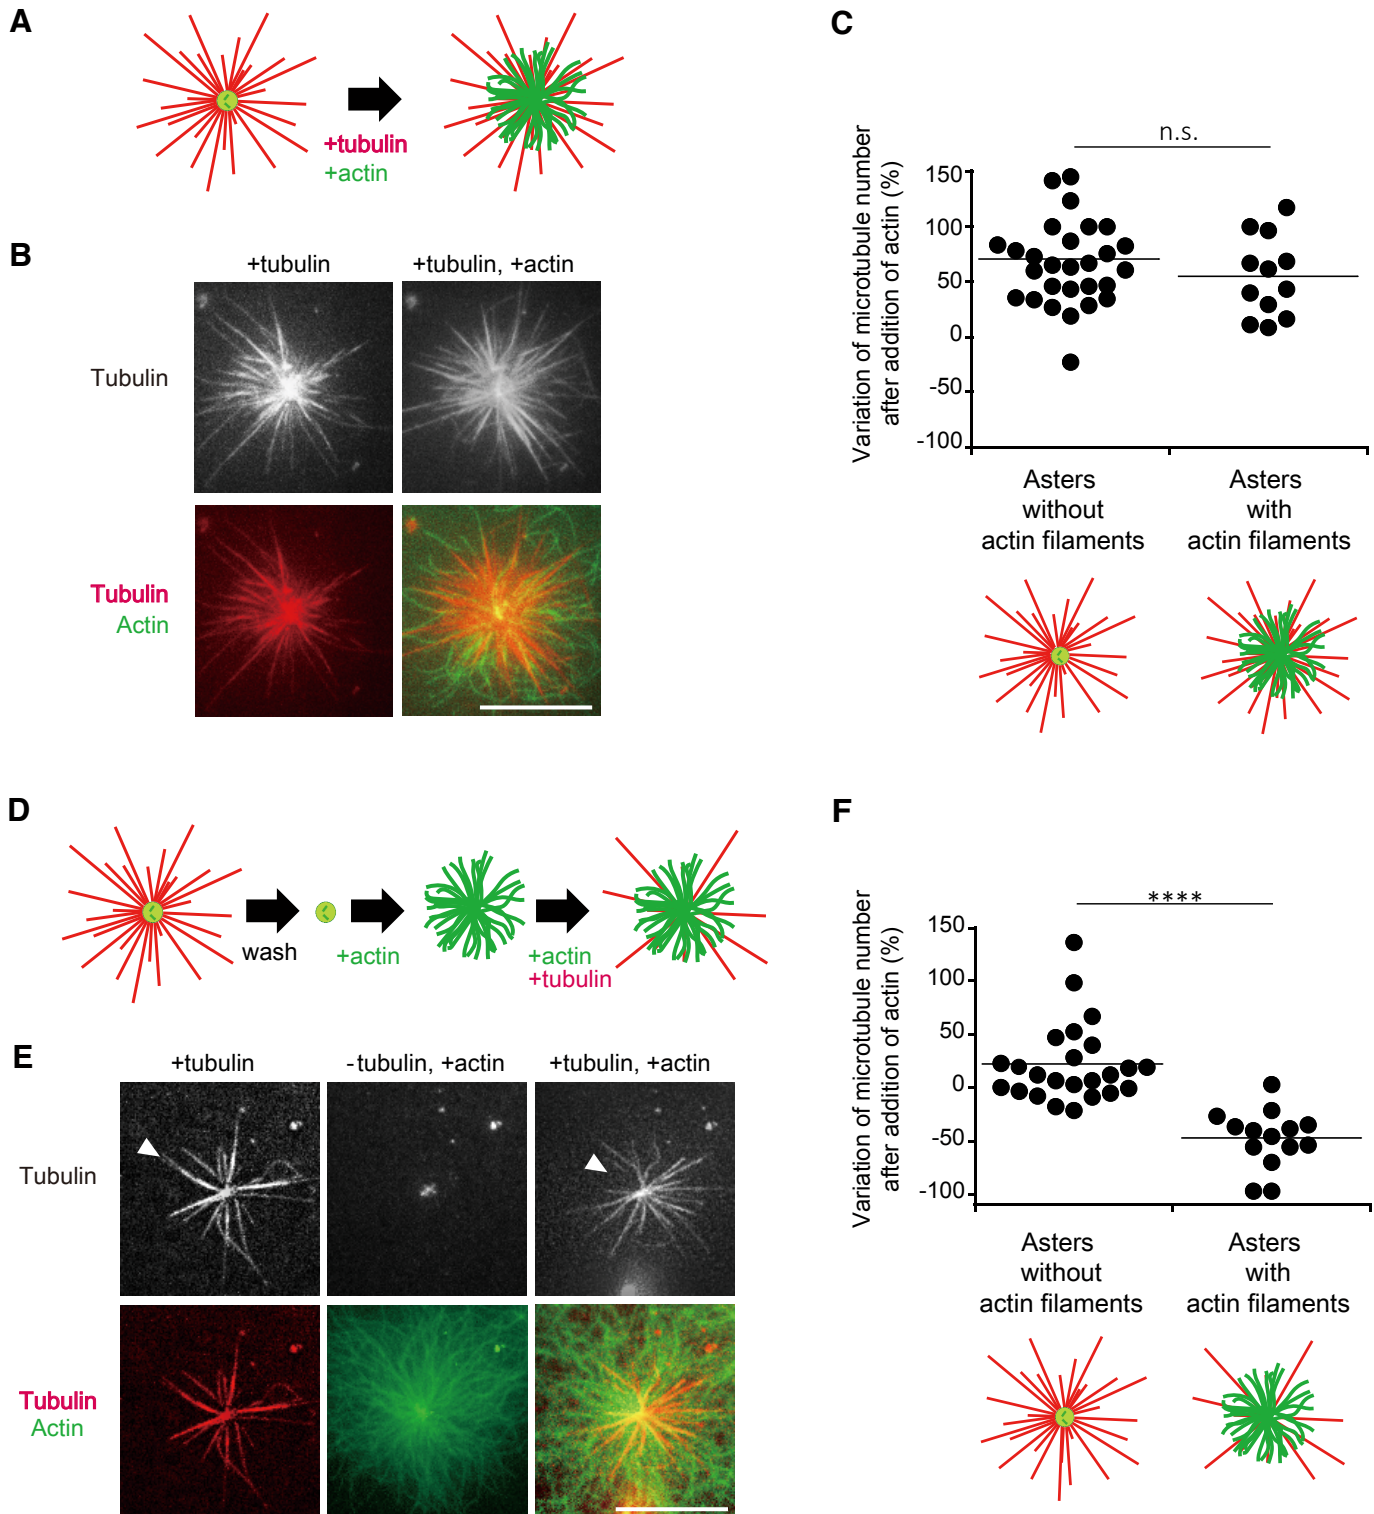 A
+tubulin
+actin
B
+tubulin
+tubulin, +actin
Tubulin
Tubulin
Actin
C
n.s.
Variation of microtubule number
after addition of actin (%)
150
100
50
0
-50
-100
Asters
without
actin filaments
Asters
with
actin filaments
D
wash
+actin
+actin
+tubulin
E
+tubulin
-tubulin, +actin
+tubulin, +actin
Tubulin
Tubulin
Actin
F
****
Variation of microtubule number
after addition of actin (%)
150
100
50
0
-50
-100
Asters
without
actin filaments
Asters
with
actin filaments